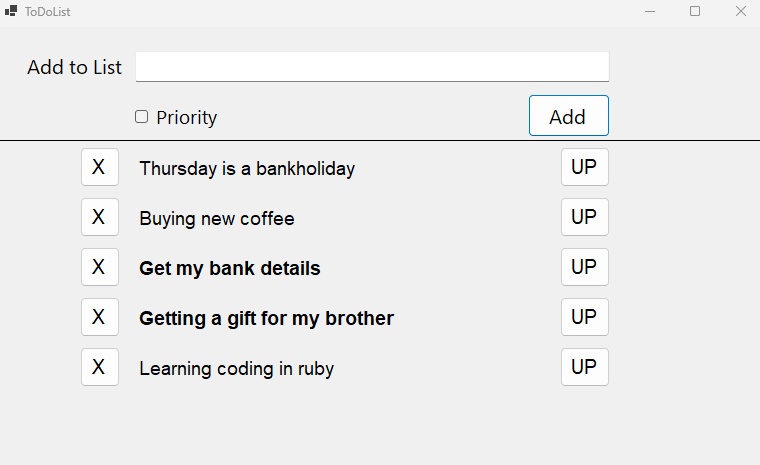 ToDoList
Add to List
Priority Add
X Thursday is a bankholiday UP
X Buying new coffee UP
X Get my bank details UP
X Getting a gift for my brother UP
X Learning coding in ruby UP